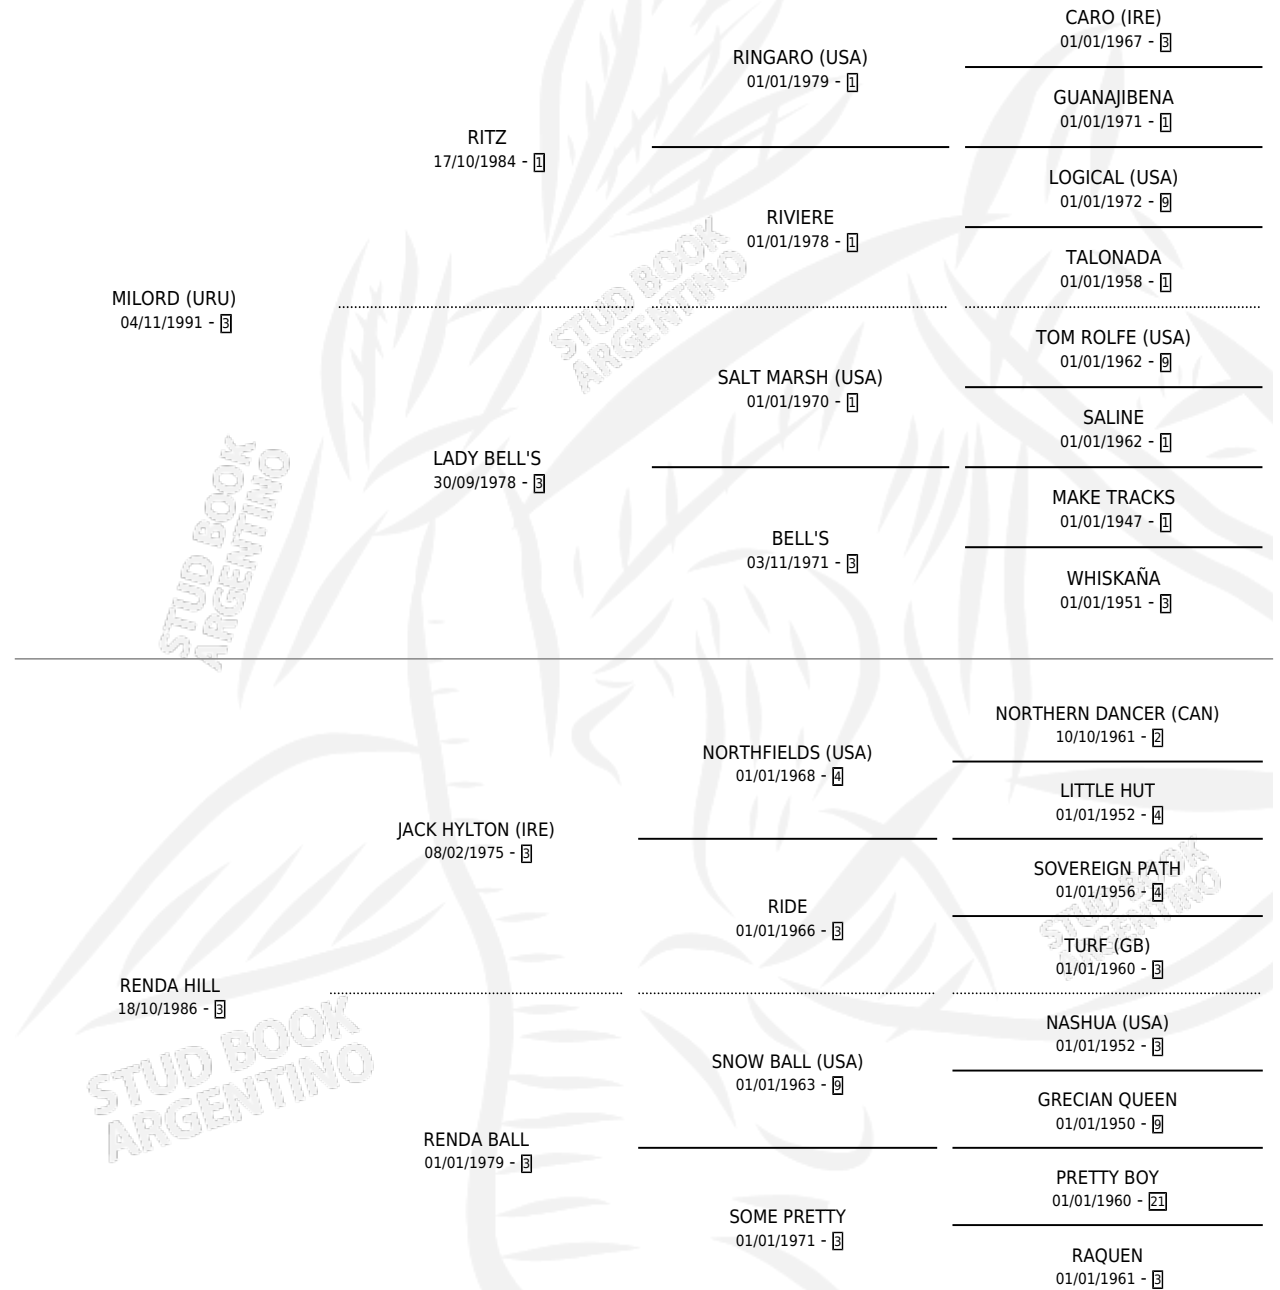 CARO (IRE)
01/01/1967 - 3
RINGARO (USA)
01/01/1979 - 1
GUANAJIBENA
01/01/1971 - 1
RITZ
17/10/1984 - 1
LOGICAL (USA)
01/01/1972 - 9
RIVIERE
01/01/1978 - 1
TALONADA
01/01/1958 - 1
MILORD (URU)
04/11/1991 - 3
STUD BOOK
ARGENTINO
TOM ROLFE (USA)
01/01/1962 - 9
SALT MARSH (USA)
01/01/1970 - 1
SALINE
01/01/1962 - 1
LADY BELL'S
30/09/1978 - 3
MAKE TRACKS
01/01/1947 - 1
BELL'S
03/11/1971 - 3
WHISKAÑA
01/01/1951 - 3
STUD BOOK
ARGENTINO
NORTHERN DANCER (CAN)
10/10/1961 - 2
NORTHFIELDS (USA)
01/01/1968 - 4
LITTLE HUT
01/01/1952 - 4
JACK HYLTON (IRE)
08/02/1975 - 3
SOVEREIGN PATH
01/01/1956 - 4
RIDE
01/01/1966 - 3
TURF (GB)
01/01/1960 - 3
STUD BOOK
ARGENTINO
RENDA HILL
18/10/1986 - 3
STUD BOOK
ARGENTINO
NASHUA (USA)
01/01/1952 - 3
SNOW BALL (USA)
01/01/1963 - 9
GRECIAN QUEEN
01/01/1950 - 9
RENDA BALL
01/01/1979 - 3
PRETTY BOY
01/01/1960 - 21
SOME PRETTY
01/01/1971 - 3
RAQUEN
01/01/1961 - 3